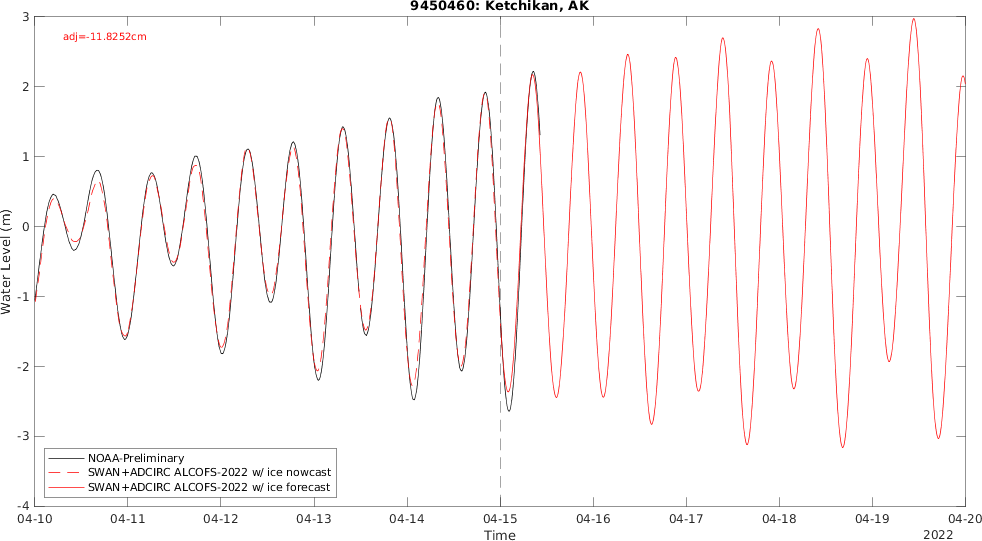 9450460: Ketchikan, AK
adj=-11.8252cm
3
2
1
0
-1
-2
-3
-4
Water Level (m)
NOAA-Preliminary
SWAN+ADCIRC ALCOFS-2022 w/ ice nowcast
SWAN+ADCIRC ALCOFS-2022 w/ ice forecast
04-10 04-11 04-12 04-13 04-14 04-15 04-16 04-17 04-18 04-19 04-20
Time
2022